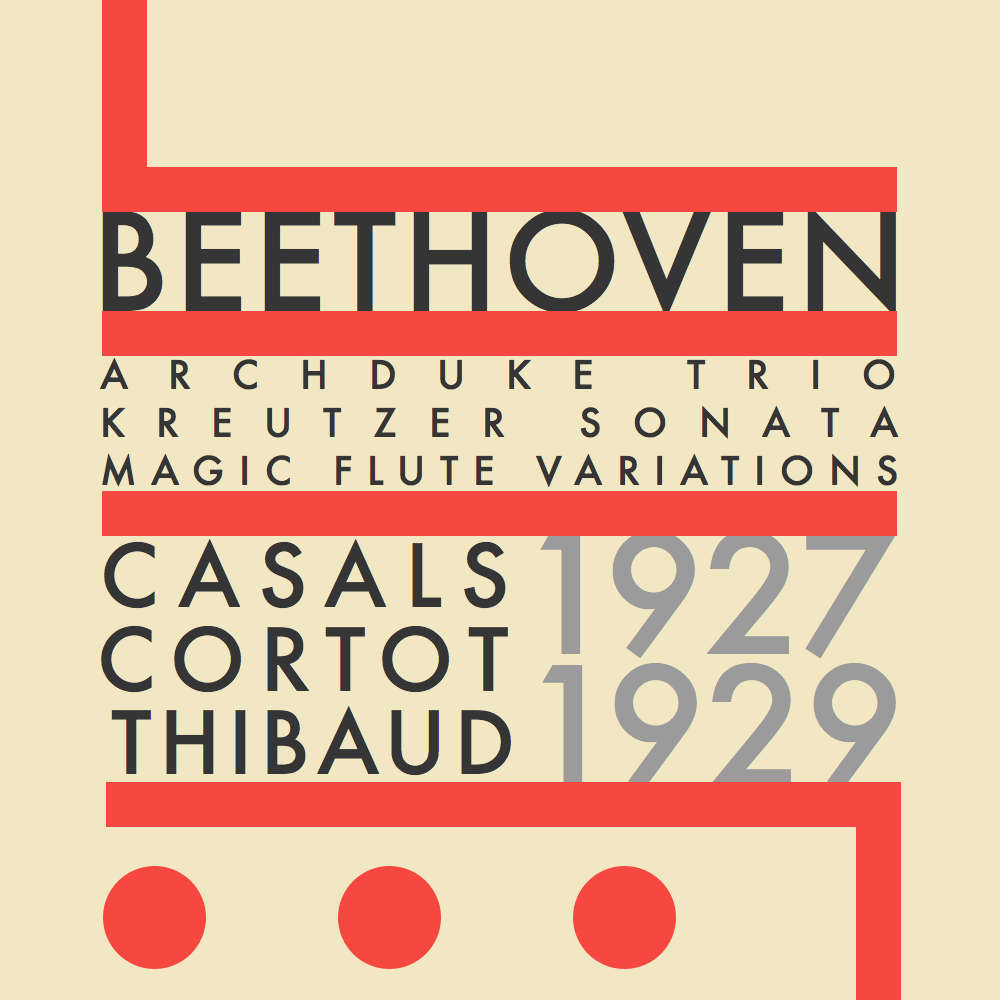 BEETHOVEN
ARCHDUKE TRIO
KREUTZER SONATA
MAGIC FLUTE VARIATIONS
CASALS
CORTOT
THIBAUD
1927
1929